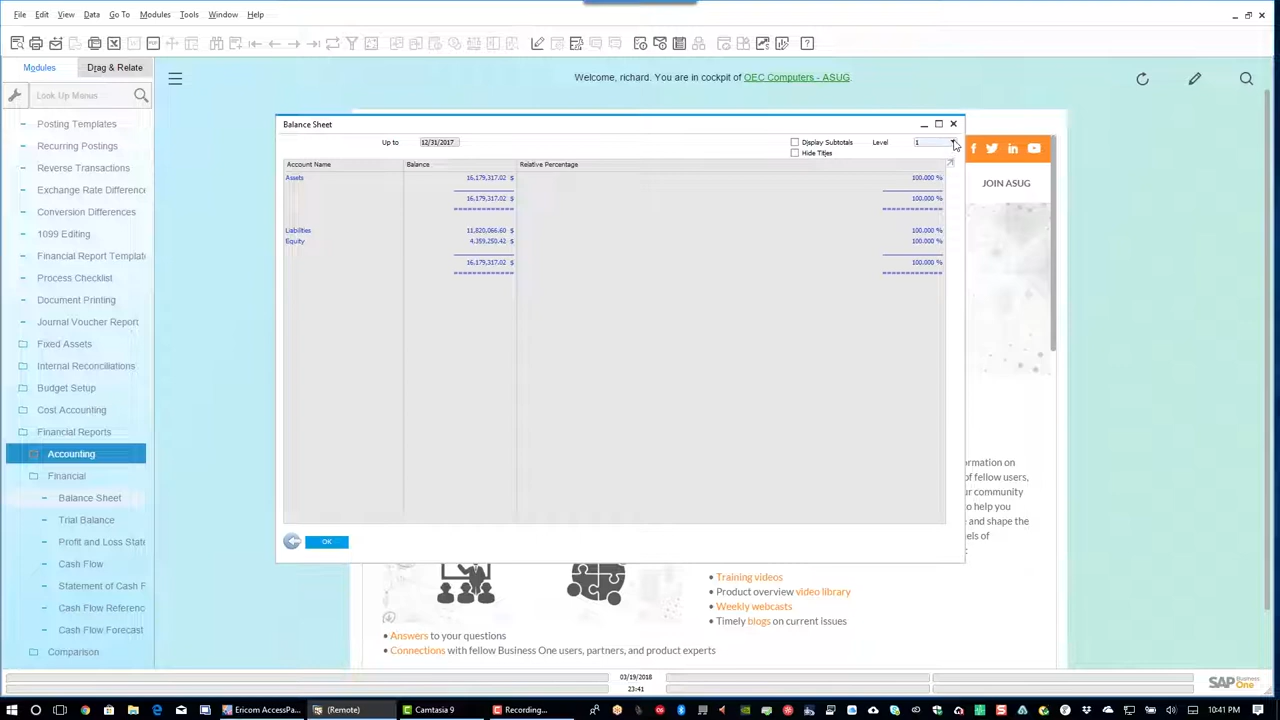 File Edit View Data Go To Modules Tools Window Help
Modules Drag & Relate
Look Up Menus
Welcome, richard. You are in cockpit of OEC Computers - ASUG.
Posting Templates
Recurring Postings
Reverse Transactions
Exchange Rate Difference
Conversion Differences
1099 Editing
Financial Report Templat
Process Checklist
Document Printing
Journal Voucher Report
Fixed Assets
Internal Reconciliations
Budget Setup
Cost Accounting
Financial Reports
Accounting
Financial
Balance Sheet
Trial Balance
Profit and Loss State
Cash Flow
Statement of Cash F
Cash Flow Referenc
Cash Flow Forecast
Comparison
Balance Sheet
Up to 12/31/2017 Display Subtotals Level 1
Hide Titles
Account Name Balance Relative Percentage
Assets 16,179,317.02 $ 100.000 %
16,179,317.02 $ 100.000 %
Liabilities 11,820,066.60 $ 100.000 %
Equity 4,359,250.42 $ 100.000 %
16,179,317.02 $ 100.000 %
OK
JOIN ASUG
rmation on
of fellow users,
ur community
o help you
and shape the
els of
• Training videos
• Product overview video library
• Weekly webcasts
• Timely blogs on current issues
• Answers to your questions
• Connections with fellow Business One users, partners, and product experts
03/19/2018
23:41
SAP Business One
Ericom AccessPa...
(Remote)
Camtasia 9
Recording...
10:41 PM